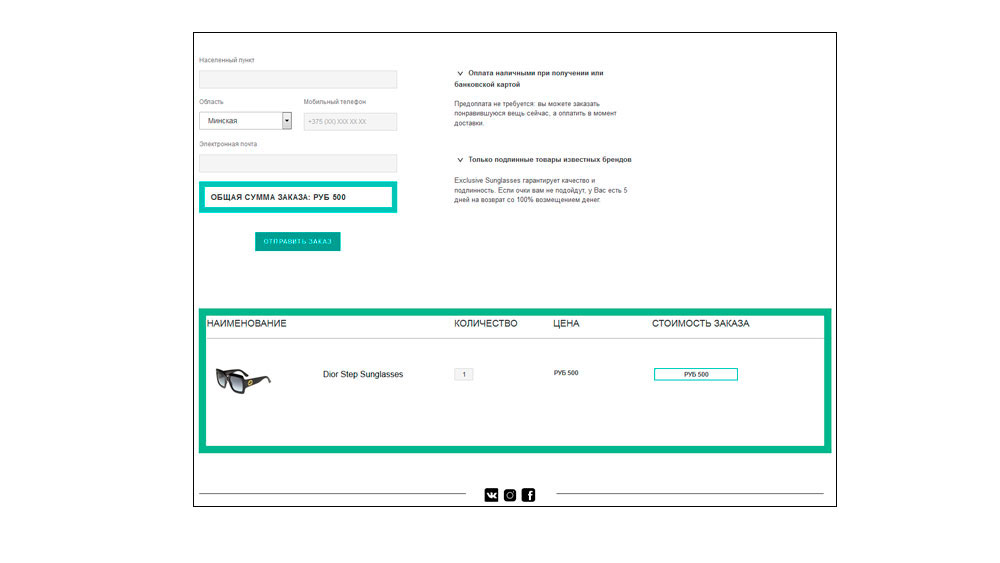 Населенный пункт
Область
Мобильный телефон
Минская
+375 (XX) XXX XX XX
Электронная почта
ОБЩАЯ СУММА ЗАКАЗА: РУБ 500
ОТПРАВИТЬ ЗАКАЗ
Оплата наличными при получении или
банковской картой
Предоплата не требуется: вы можете заказать
понравившуюся вещь сейчас, а оплатить в момент
доставки.
Только подлинные товары известных брендов
Exclusive Sunglasses гарантирует качество и
подлинность. Если очки вам не подойдут, у Вас есть 5
дней на возврат со 100% возмещением денег.
НАИМЕНОВАНИЕ
КОЛИЧЕСТВО
ЦЕНА
СТОИМОСТЬ ЗАКАЗА
Dior Step Sunglasses
1
РУБ 500
РУБ 500